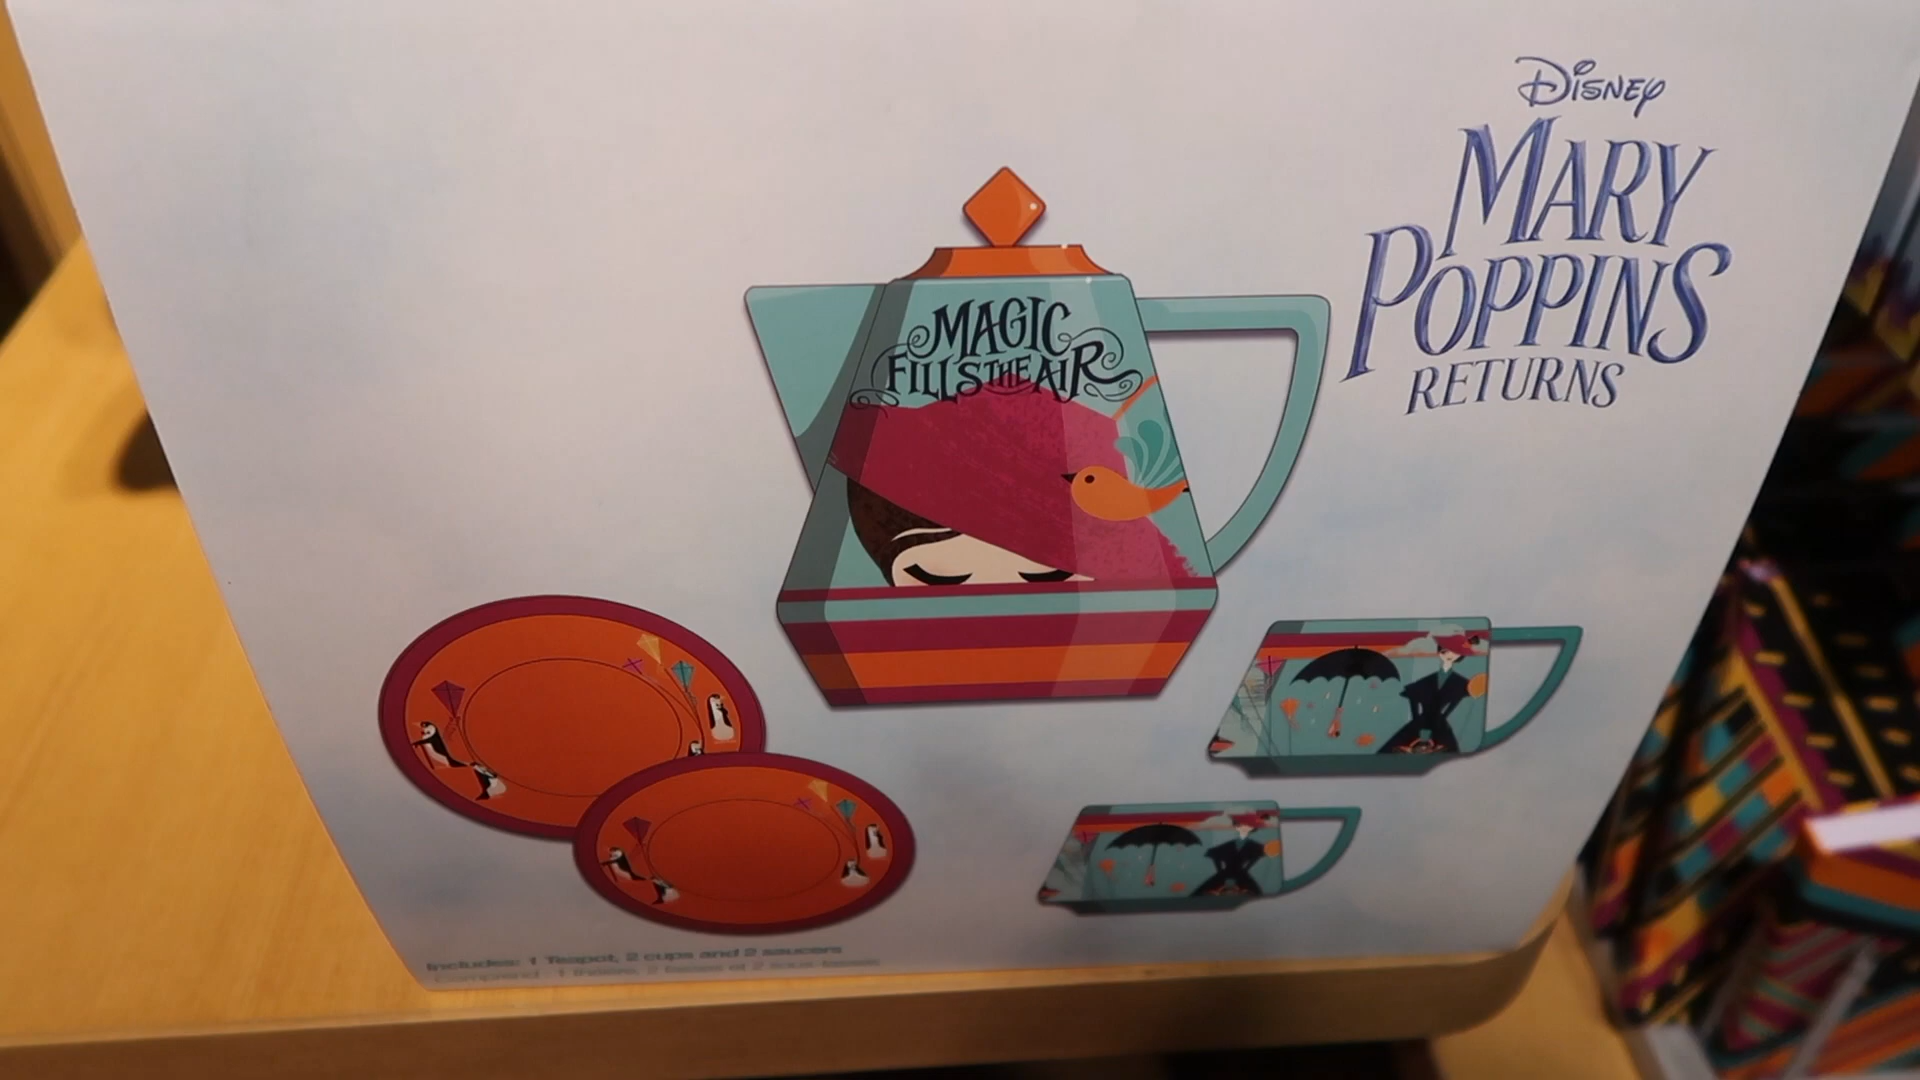 Disney
MARY
POPPINS
RETURNS
MAGIC
FILLS THE AIR
Includes: 1 Teapot, 2 cups and 2 saucers